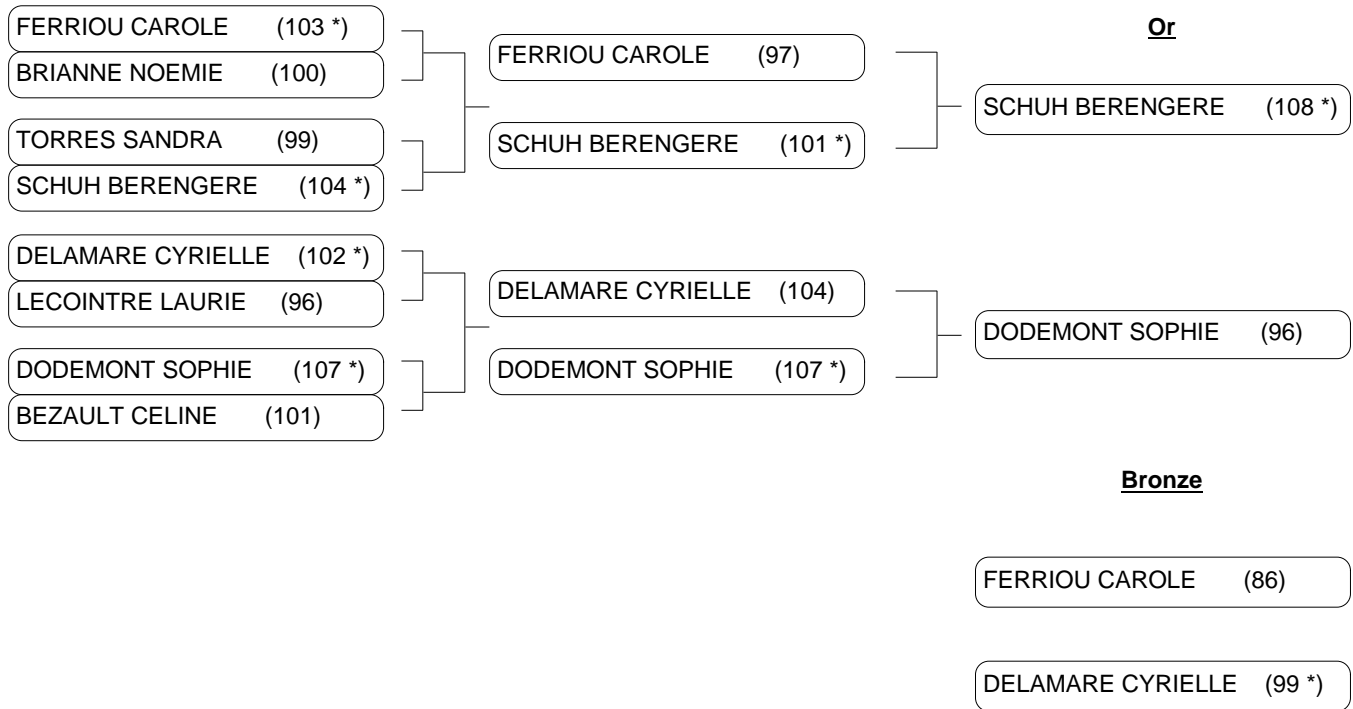 FERRIOU CAROLE (103 *)
BRIANNE NOEMIE (100)
TORRES SANDRA (99)
SCHUH BERENGERE (104 *)
DELAMARE CYRIELLE (102 *)
LECOINTRE LAURIE (96)
DODEMONT SOPHIE (107 *)
BEZAULT CELINE (101)
FERRIOU CAROLE (97)
SCHUH BERENGERE (101 *)
DELAMARE CYRIELLE (104)
DODEMONT SOPHIE (107 *)
Or
SCHUH BERENGERE (108 *)
DODEMONT SOPHIE (96)
Bronze
FERRIOU CAROLE (86)
DELAMARE CYRIELLE (99 *)